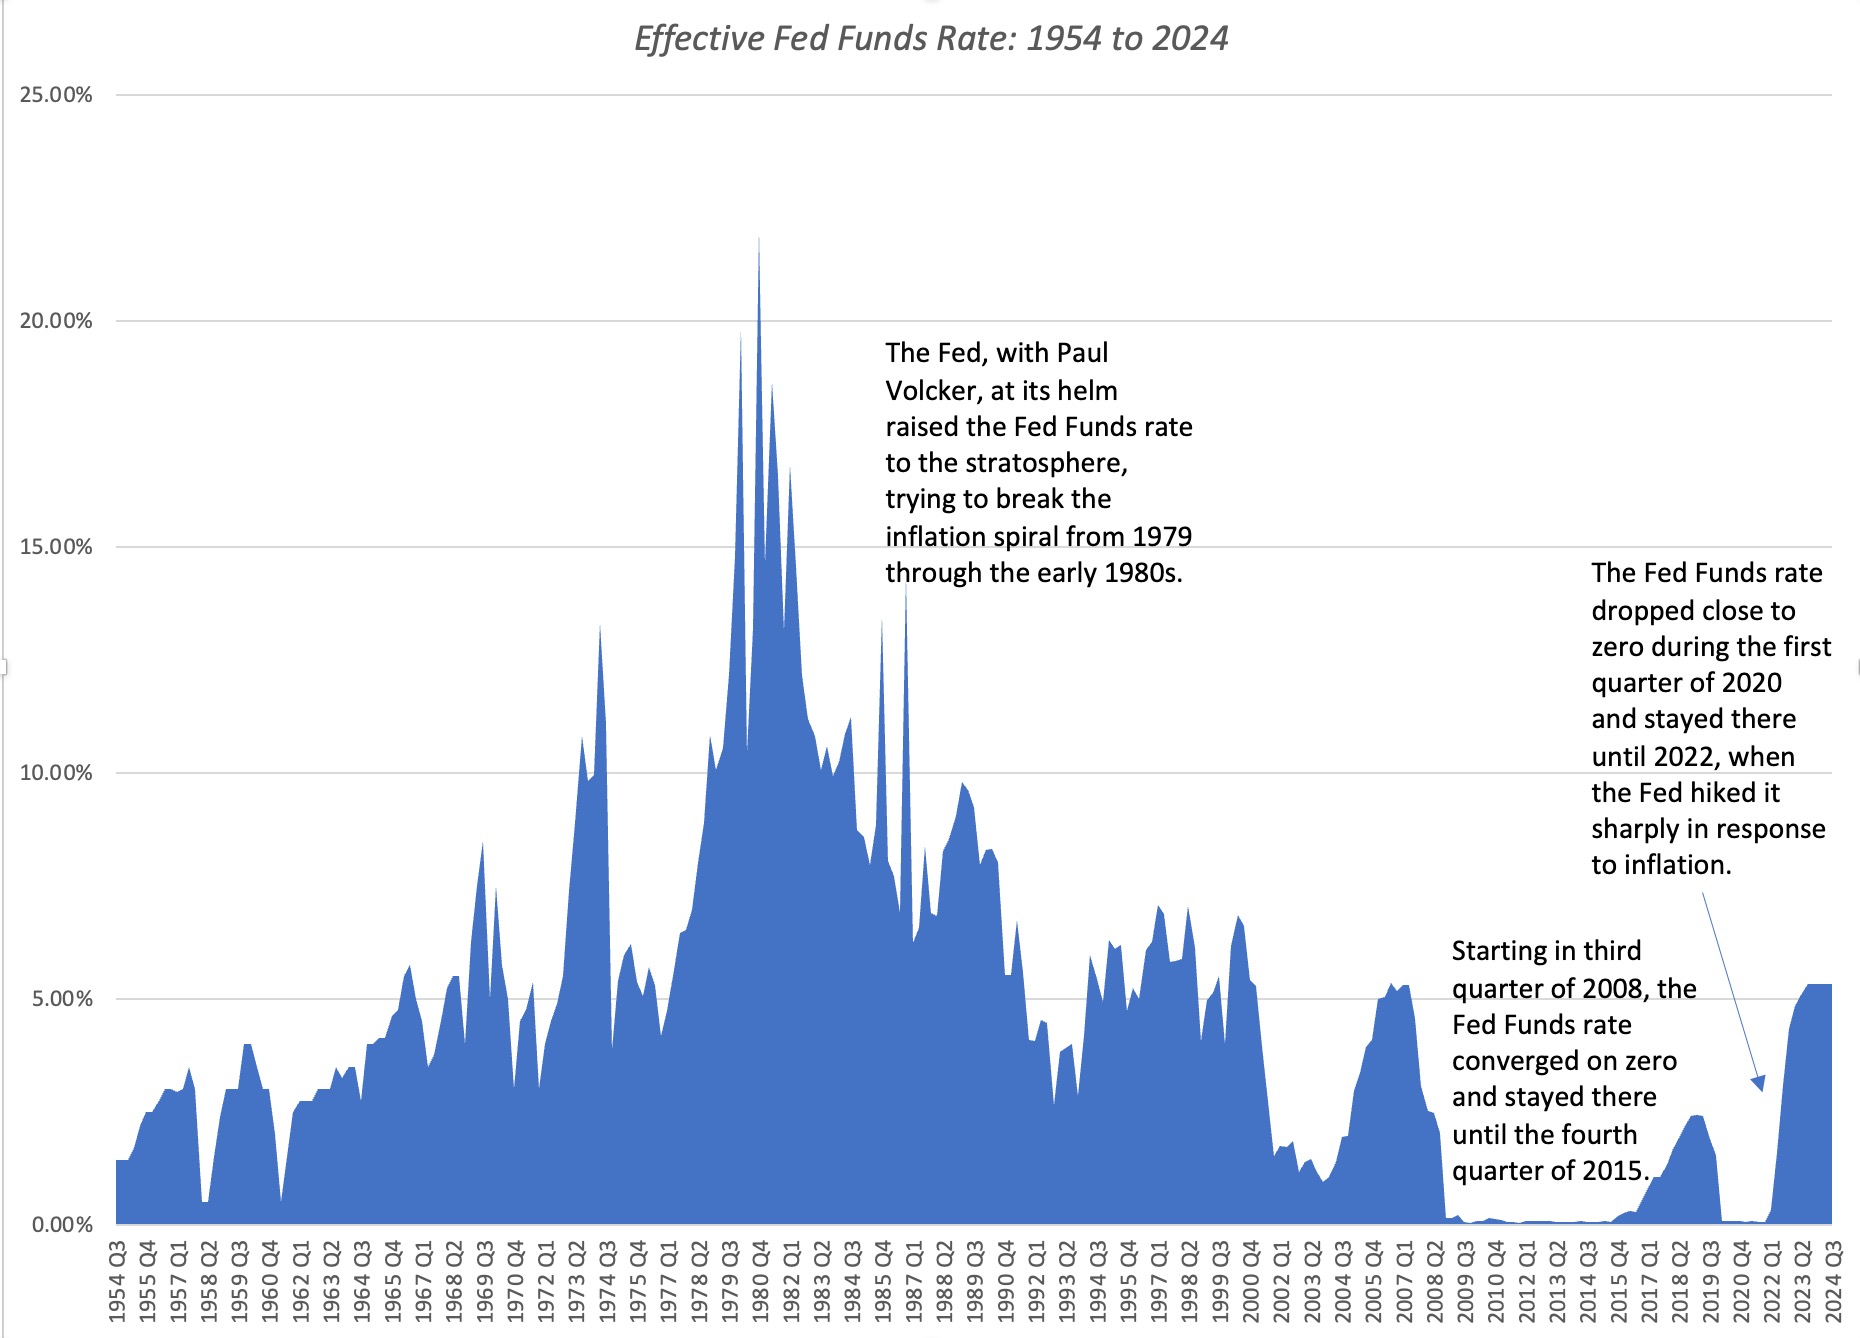 Effective Fed Funds Rate: 1954 to 2024
25.00%
20.00%
15.00%
10.00%
5.00%
0.00%
The Fed, with Paul
Volcker, at its helm
raised the Fed Funds rate
to the stratosphere,
trying to break the
inflation spiral from 1979
through the early 1980s.
The Fed Funds rate
dropped close to
zero during the first
quarter of 2020
and stayed there
until 2022, when
the Fed hiked it
sharply in response
to inflation.
Starting in third
quarter of 2008, the
Fed Funds rate
converged on zero
and stayed there
until the fourth
quarter of 2015.
1954 Q3
1955 Q4
1957 Q1
1958 Q2
1959 Q3
1960 Q4
1962 Q1
1963 Q2
1964 Q3
1965 Q4
1967 Q1
1968 Q2
1969 Q3
1970 Q4
1972 Q1
1973 Q2
1974 Q3
1975 Q4
1977 Q1
1978 Q2
1979 Q3
1980 Q4
1982 Q1
1983 Q2
1984 Q3
1985 Q4
1987 Q1
1988 Q2
1989 Q3
1990 Q4
1992 Q1
1993 Q2
1994 Q3
1995 Q4
1997 Q1
1998 Q2
1999 Q3
2000 Q4
2002 Q1
2003 Q2
2004 Q3
2005 Q4
2007 Q1
2008 Q2
2009 Q3
2010 Q4
2012 Q1
2013 Q2
2014 Q3
2015 Q4
2017 Q1
2018 Q2
2019 Q3
2020 Q4
2022 Q1
2023 Q2
2024 Q3